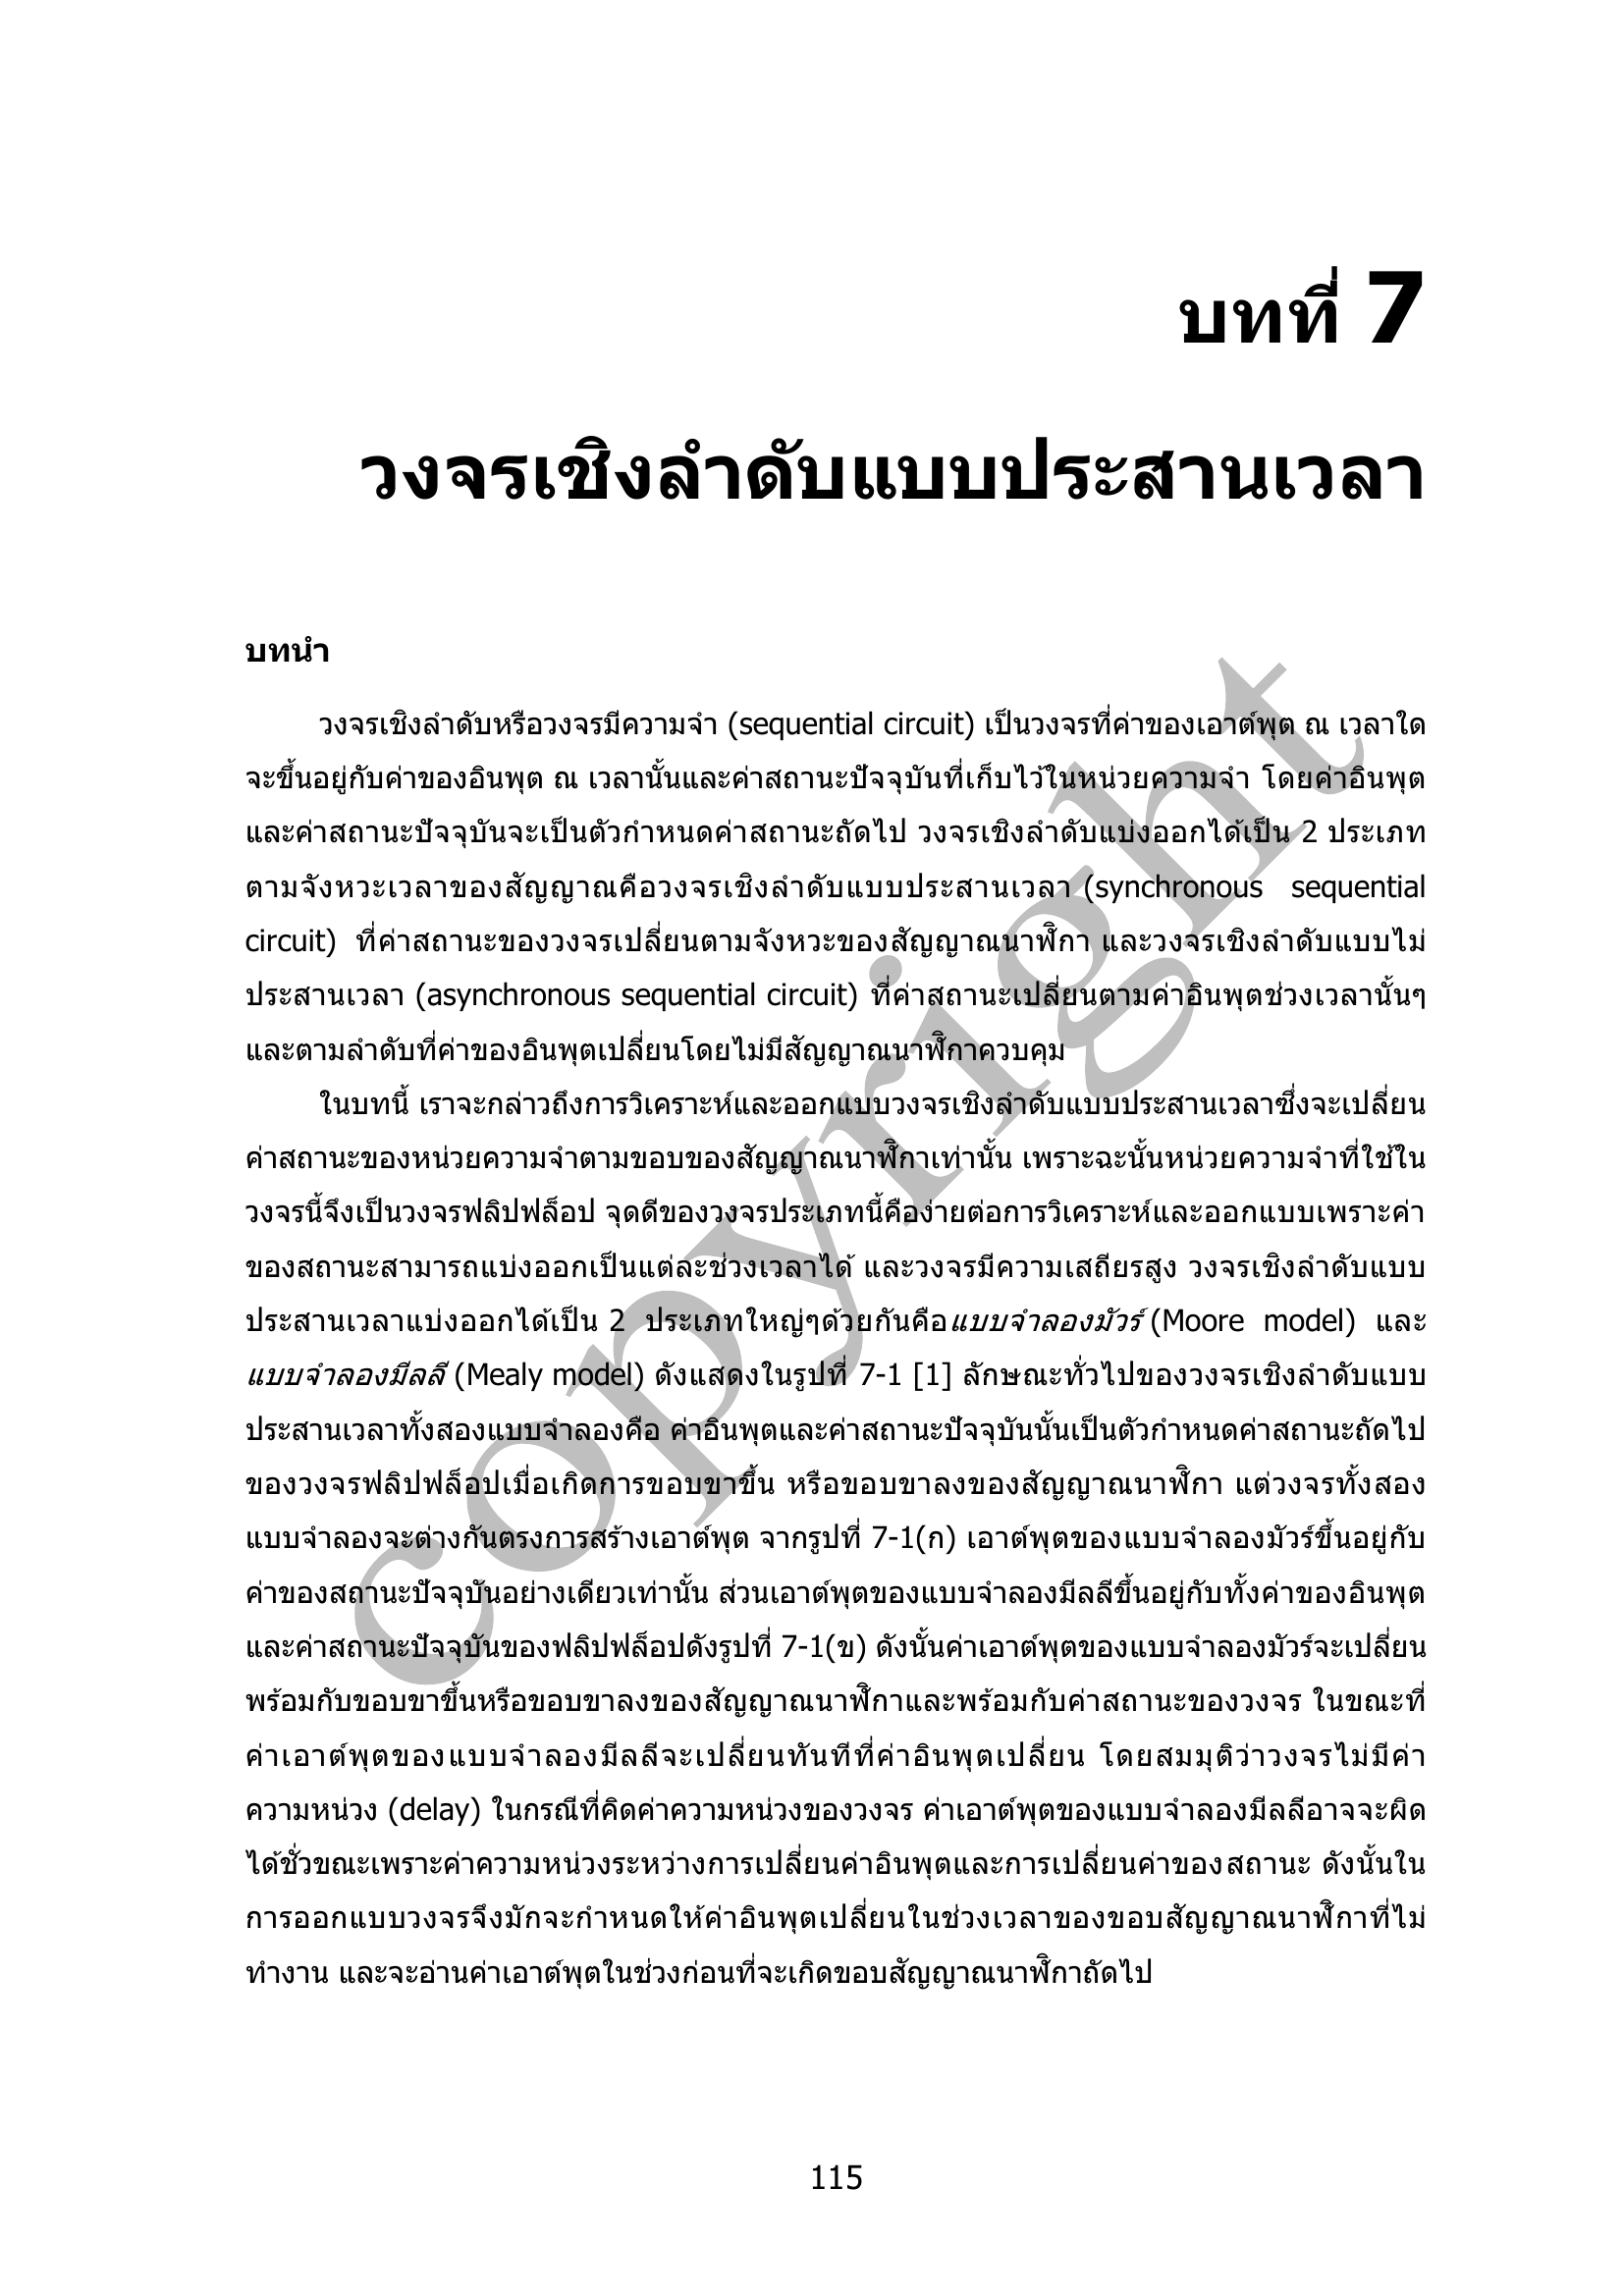 บทที่ 7
วงจรเชิงลำดับแบบประสานเวลา
บทนำ
วงจรเชิงลำดับหรือวงจรมีความจำ (sequential circuit) เป็นวงจรที่ค่าของเอาต์พุต ณ เวลาใด
จะขึ้นอยู่กับค่าของอินพุต ณ เวลานั้นและค่าสถานะปัจจุบันที่เก็บไว้ในหน่วยความจำ โดยค่าอินพุต
และค่าสถานะปัจจุบันจะเป็นตัวกำหนดค่าสถานะถัดไป วงจรเชิงลำดับแบ่งออกได้เป็น 2 ประเภท
ตามจังหวะเวลาของสัญญาณคือวงจรเชิงลำดับแบบประสานเวลา (synchronous sequential
circuit) ที่ค่าสถานะของวงจรเปลี่ยนตามจังหวะของสัญญาณนาฬิกา และวงจรเชิงลำดับแบบไม่
ประสานเวลา (asynchronous sequential circuit) ที่ค่าสถานะเปลี่ยนตามค่าอินพุตช่วงเวลานั้นๆ
และตามลำดับที่ค่าของอินพุตเปลี่ยนโดยไม่มีสัญญาณนาฬิกาควบคุม
ในบทนี้ เราจะกล่าวถึงการวิเคราะห์และออกแบบวงจรเชิงลำดับแบบประสานเวลาซึ่งจะเปลี่ยน
ค่าสถานะของหน่วยความจำตามขอบของสัญญาณนาฬิกาเท่านั้น เพราะฉะนั้นหน่วยความจำที่ใช้ใน
วงจรนี้จึงเป็นวงจรฟลิปฟล็อป จุดดีของวงจรประเภทนี้คือง่ายต่อการวิเคราะห์และออกแบบเพราะค่า
ของสถานะสามารถแบ่งออกเป็นแต่ละช่วงเวลาได้ และวงจรมีความเสถียรสูง วงจรเชิงลำดับแบบ
ประสานเวลาแบ่งออกได้เป็น 2 ประเภทใหญ่ๆด้วยกันคือแบบจำลองมัวร์ (Moore model) และ
แบบจำลองมีลลี (Mealy model) ดังแสดงในรูปที่ 7-1 [1] ลักษณะทั่วไปของวงจรเชิงลำดับแบบ
ประสานเวลาทั้งสองแบบจำลองคือ ค่าอินพุตและค่าสถานะปัจจุบันนั้นเป็นตัวกำหนดค่าสถานะถัดไป
ของวงจรฟลิปฟล็อปเมื่อเกิดการขอบขาขึ้น หรือขอบขาลงของสัญญาณนาฬิกา แต่วงจรทั้งสอง
แบบจำลองจะต่างกันตรงการสร้างเอาต์พุต จากรูปที่ 7-1(ก) เอาต์พุตของแบบจำลองมัวร์ขึ้นอยู่กับ
ค่าของสถานะปัจจุบันอย่างเดียวเท่านั้น ส่วนเอาต์พุตของแบบจำลองมีลลีขึ้นอยู่กับทั้งค่าของอินพุต
และค่าสถานะปัจจุบันของฟลิปฟล็อปดังรูปที่ 7-1(ข) ดังนั้นค่าเอาต์พุตของแบบจำลองมัวร์จะเปลี่ยน
พร้อมกับขอบขาขึ้นหรือขอบขาลงของสัญญาณนาฬิกาและพร้อมกับค่าสถานะของวงจร ในขณะที่
ค่าเอาต์พุตของแบบจำลองมีลลีจะเปลี่ยนทันทีที่ค่าอินพุตเปลี่ยน โดยสมมุติว่าวงจรไม่มีค่า
ความหน่วง (delay) ในกรณีที่คิดค่าความหน่วงของวงจร ค่าเอาต์พุตของแบบจำลองมีลลีอาจจะผิด
ได้ชั่วขณะเพราะค่าความหน่วงระหว่างการเปลี่ยนค่าอินพุตและการเปลี่ยนค่าของสถานะ ดังนั้นใน
การออกแบบวงจรจึงมักจะกำหนดให้ค่าอินพุตเปลี่ยนในช่วงเวลาของขอบสัญญาณนาฬิกาที่ไม่
ทำงาน และจะอ่านค่าเอาต์พุตในช่วงก่อนที่จะเกิดขอบสัญญาณนาฬิกาถัดไป
copyright
115